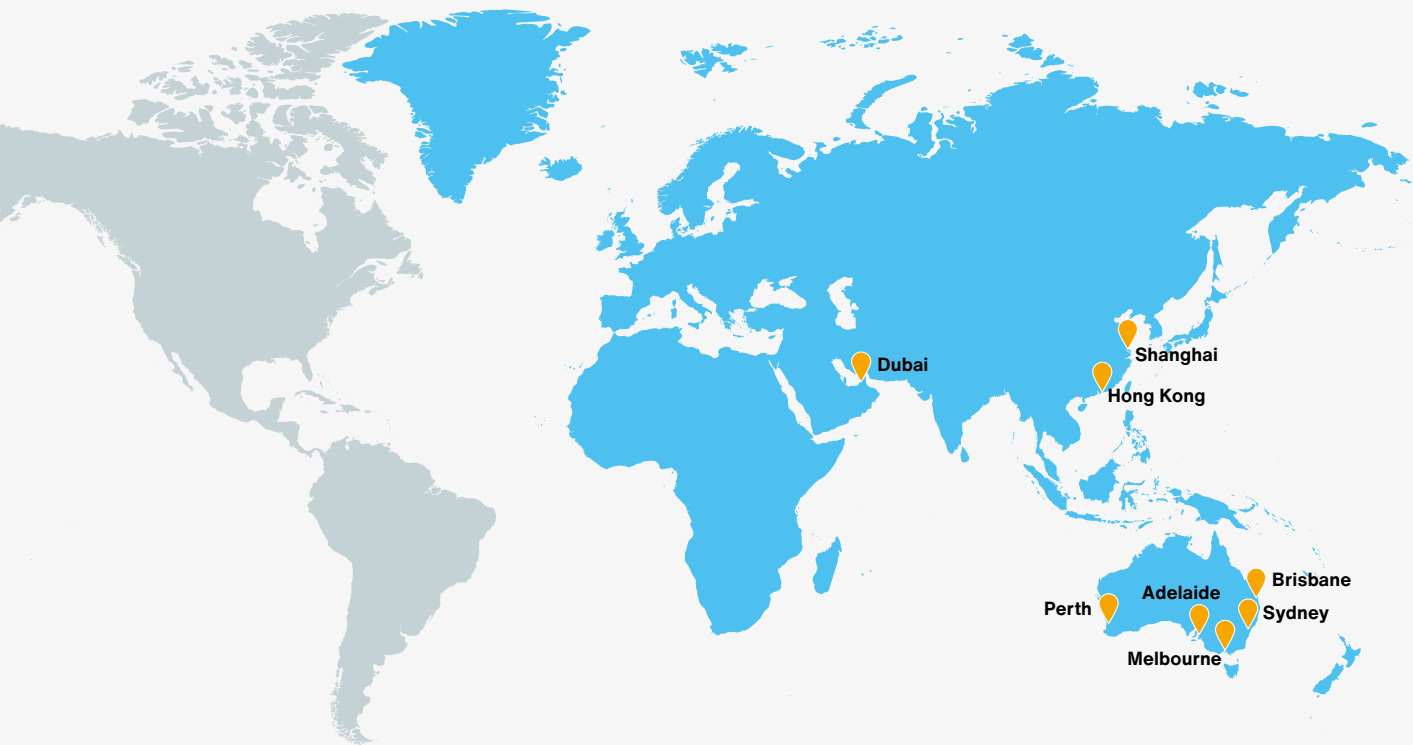 Dubai
Shanghai
Hong Kong
Brisbane
Adelaide
Perth
Sydney
Melbourne